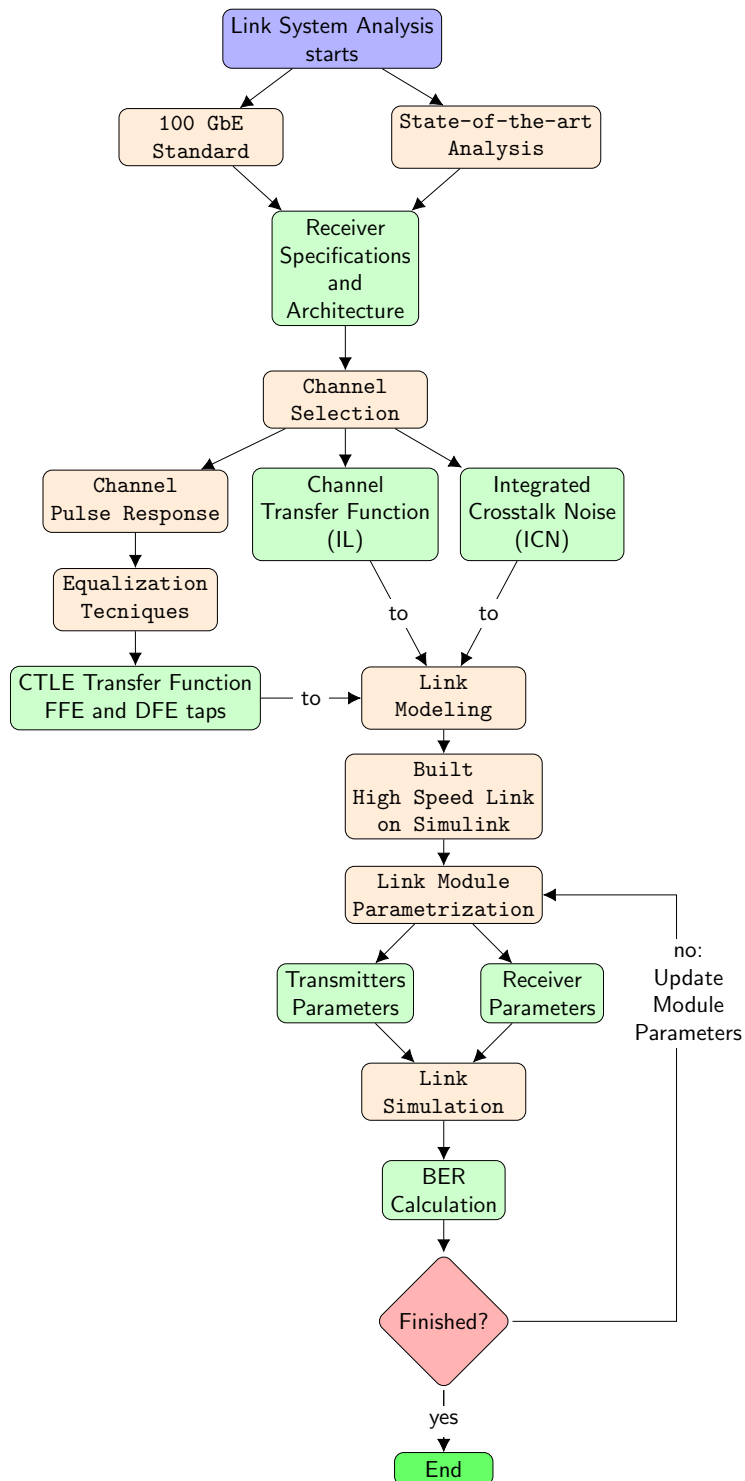 Link System Analysis
starts
100 GbE
Standard
State-of-the-art
Analysis
Receiver
Specifications
and
Architecture
Channel
Selection
Channel
Pulse Response
Channel
Transfer Function
(IL)
Integrated
Crosstalk Noise
(ICN)
Equalization
Tecniques
to
to
CTLE Transfer Function
FFE and DFE taps
to
Link
Modeling
Built
High Speed Link
on Simulink
Link Module
Parametrization
no:
Update
Module
Parameters
Transmitters
Parameters
Receiver
Parameters
Link
Simulation
BER
Calculation
Finished?
yes
End